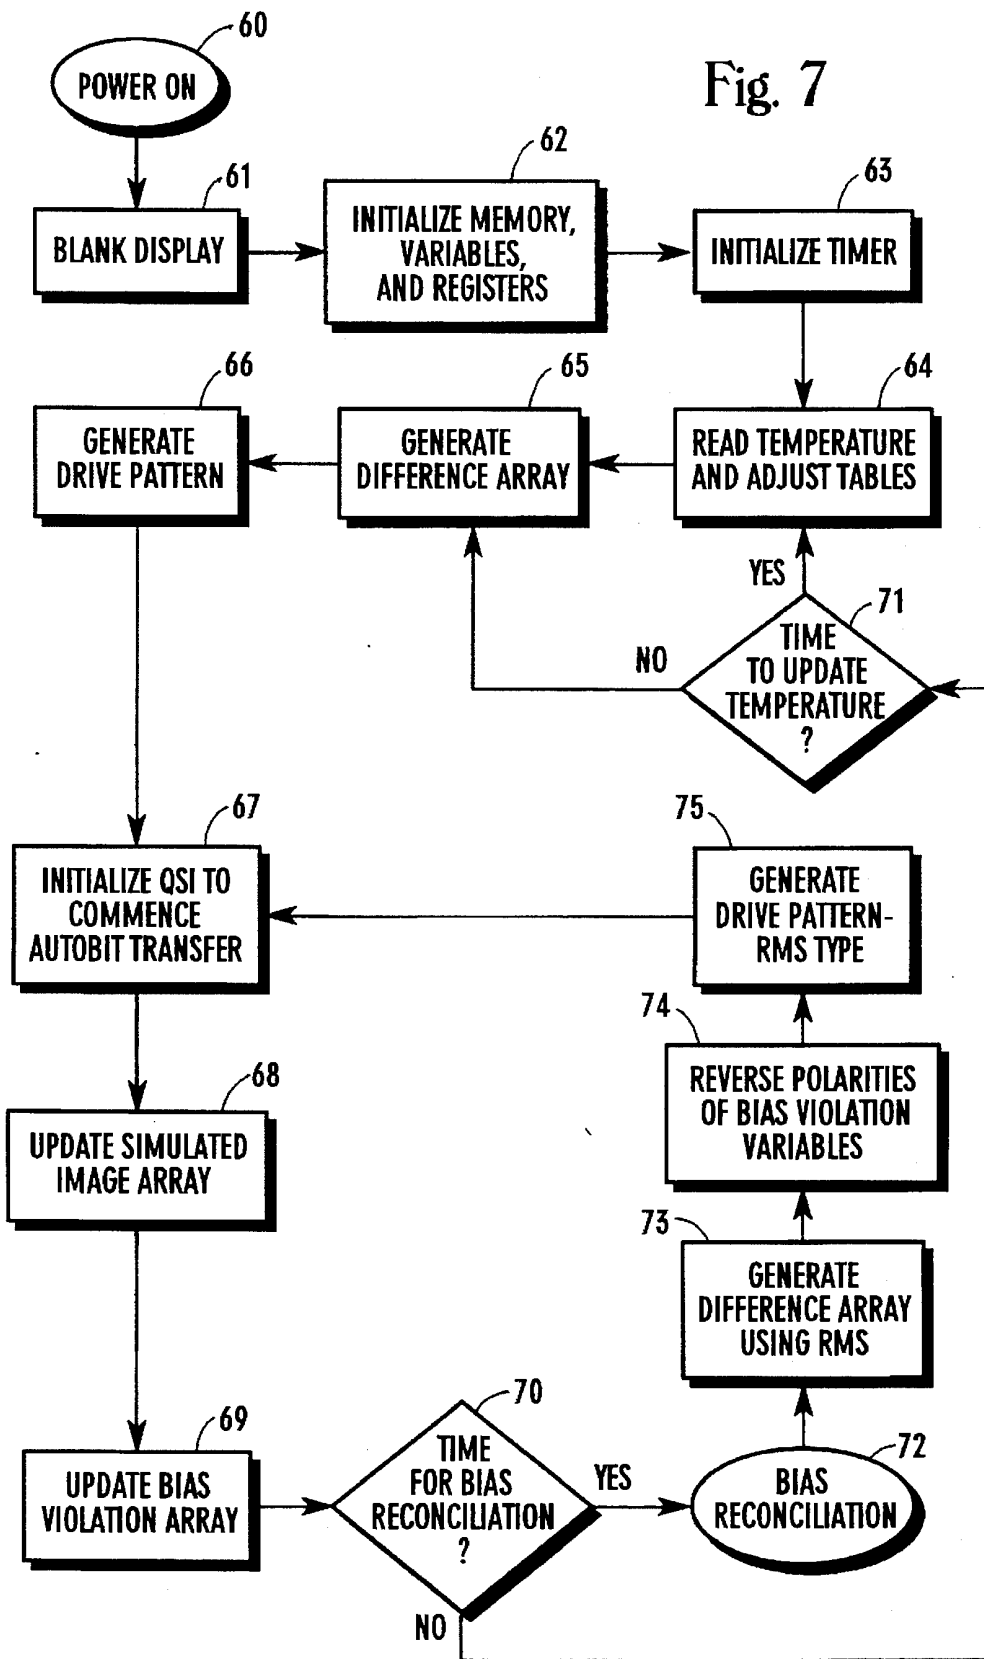 60
POWER ON
Fig. 7
61
BLANK DISPLAY
62
INITIALIZE MEMORY,
VARIABLES,
AND REGISTERS
63
INITIALIZE TIMER
66
GENERATE
DRIVE PATTERN
65
GENERATE
DIFFERENCE ARRAY
64
READ TEMPERATURE
AND ADJUST TABLES
YES
71
NO
TIME
TO UPDATE
TEMPERATURE
?
67
INITIALIZE QSI TO
COMMENCE
AUTOBIT TRANSFER
75
GENERATE
DRIVE PATTERN-
RMS TYPE
74
REVERSE POLARITIES
OF BIAS VIOLATION
VARIABLES
68
UPDATE SIMULATED
IMAGE ARRAY
73
GENERATE
DIFFERENCE ARRAY
USING RMS
69
UPDATE BIAS
VIOLATION ARRAY
70
TIME
FOR BIAS
RECONCILIATION
?
YES
NO
72
BIAS
RECONCILIATION